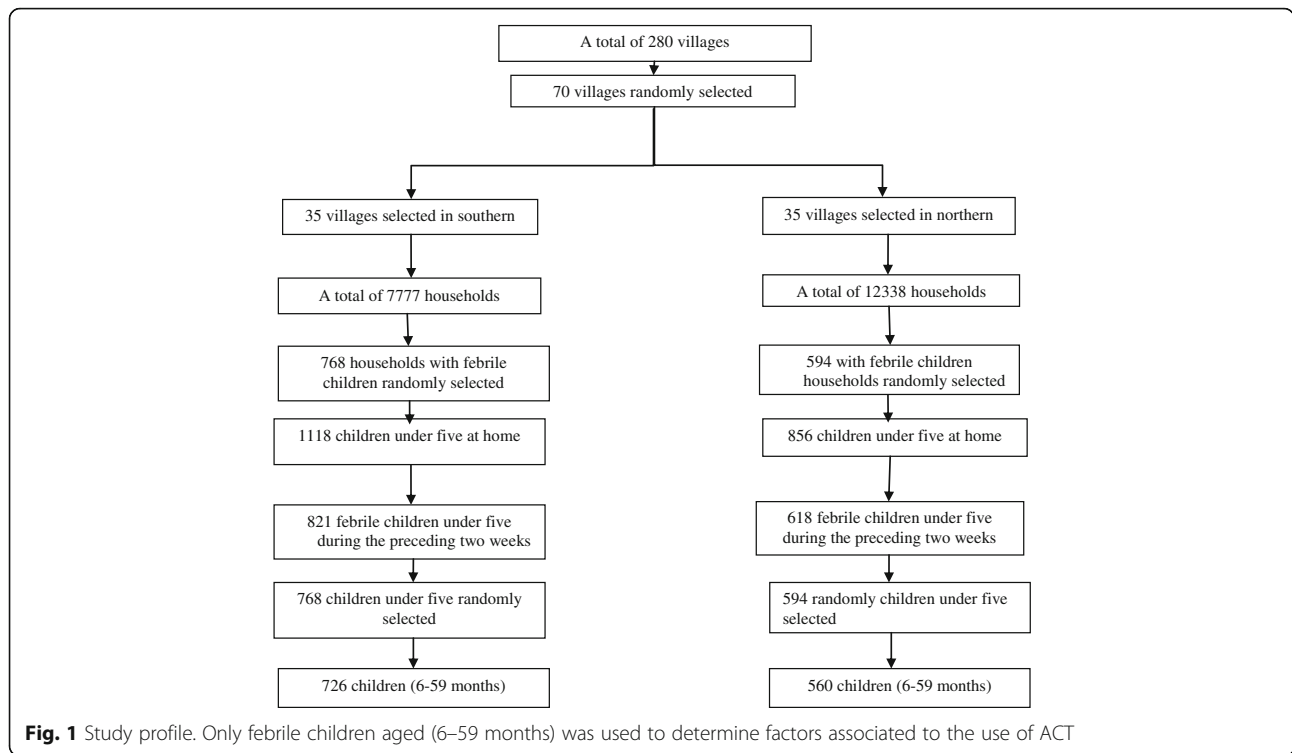 A total of 280 villages
70 villages randomly selected
35 villages selected in southern
A total of 7777 households
768 households with febrile
children randomly selected
1118 children under five at home
821 febrile children under five
during the preceding two weeks
768 children under five randomly
selected
726 children (6-59 months)
35 villages selected in northern
A total of 12338 households
594 with febrile children
households randomly selected
856 children under five at home
618 febrile children under five
during the preceding two weeks
594 randomly children under five
selected
560 children (6-59 months)
Fig. 1 Study profile. Only febrile children aged (6–59 months) was used to determine factors associated to the use of ACT